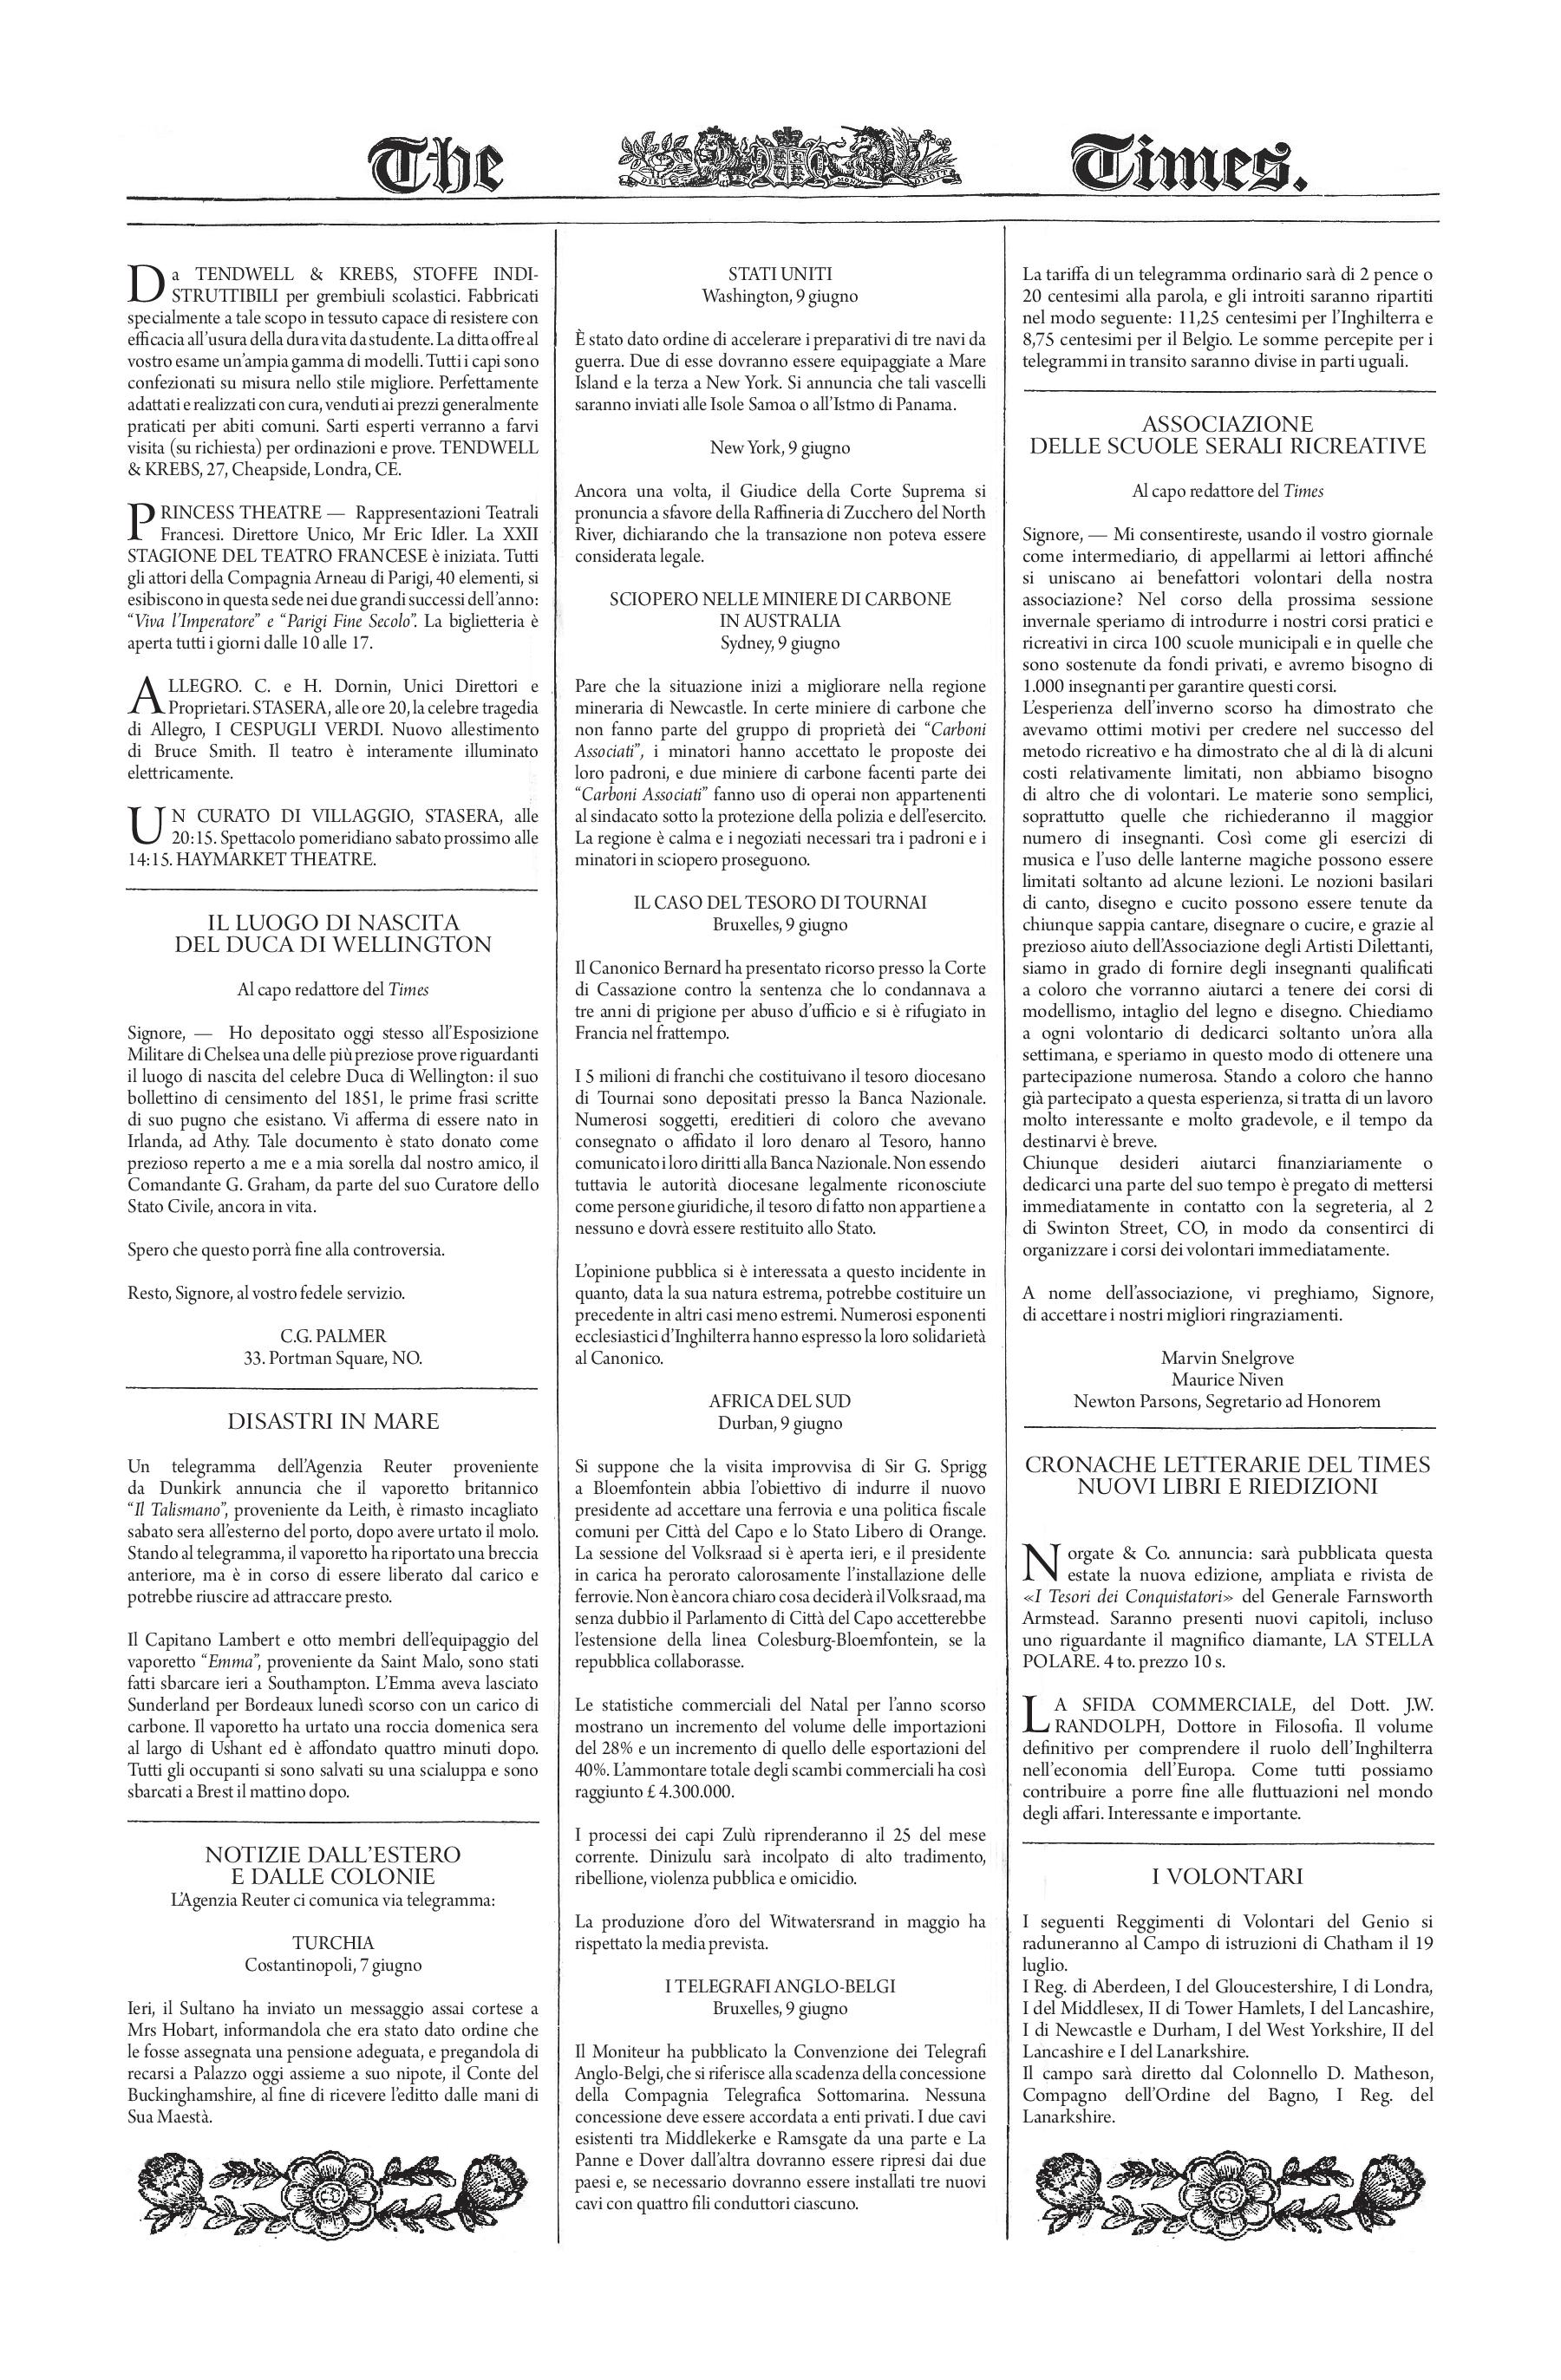 The Times.
DIEU ET MON DROIT
Da TENDWELL & KREBS, STOFFE INDI-
STRUTTIBILI per grembiuli scolastici. Fabbricati
specialmente a tale scopo in tessuto capace di resistere con
efficacia all'usura della dura vita da studente. La ditta offre al
vostro esame un'ampia gamma di modelli. Tutti i capi sono
confezionati su misura nello stile migliore. Perfettamente
adattati e realizzati con cura, venduti ai prezzi generalmente
praticati per abiti comuni. Sarti esperti verranno a farvi
visita (su richiesta) per ordinazioni e prove. TENDWELL
& KREBS, 27, Cheapside, Londra, CE.
PRINCESS THEATRE — Rappresentazioni Teatrali
Francesi. Direttore Unico, Mr Eric Idler. La XXII
STAGIONE DEL TEATRO FRANCESE è iniziata. Tutti
gli attori della Compagnia Arneau di Parigi, 40 elementi, si
esibiscono in questa sede nei due grandi successi dell'anno:
“Viva l'Imperatore” e “Parigi Fine Secolo”. La biglietteria è
aperta tutti i giorni dalle 10 alle 17.
ALLEGRO. C. e H. Dornin, Unici Direttori e
Proprietari. STASERA, alle ore 20, la celebre tragedia
di Allegro, I CESPUGLI VERDI. Nuovo allestimento
di Bruce Smith. Il teatro è interamente illuminato
elettricamente.
UN CURATO DI VILLAGGIO, STASERA, alle
20:15. Spettacolo pomeridiano sabato prossimo alle
14:15. HAYMARKET THEATRE.
IL LUOGO DI NASCITA
DEL DUCA DI WELLINGTON
Al capo redattore del Times
Signore, — Ho depositato oggi stesso all'Esposizione
Militare di Chelsea una delle più preziose prove riguardanti
il luogo di nascita del celebre Duca di Wellington: il suo
bollettino di censimento del 1851, le prime frasi scritte
di suo pugno che esistano. Vi afferma di essere nato in
Irlanda, ad Athy. Tale documento è stato donato come
prezioso reperto a me e a mia sorella dal nostro amico, il
Comandante G. Graham, da parte del suo Curatore dello
Stato Civile, ancora in vita.
Spero che questo porrà fine alla controversia.
Resto, Signore, al vostro fedele servizio.
C.G. PALMER
33. Portman Square, NO.
DISASTRI IN MARE
Un telegramma dell'Agenzia Reuter proveniente
da Dunkirk annuncia che il vaporetto britannico
“Il Talismano”, proveniente da Leith, è rimasto incagliato
sabato sera all'esterno del porto, dopo avere urtato il molo.
Stando al telegramma, il vaporetto ha riportato una breccia
anteriore, ma è in corso di essere liberato dal carico e
potrebbe riuscire ad attraccare presto.
Il Capitano Lambert e otto membri dell'equipaggio del
vaporetto “Emma”, proveniente da Saint Malo, sono stati
fatti sbarcare ieri a Southampton. L'Emma aveva lasciato
Sunderland per Bordeaux lunedì scorso con un carico di
carbone. Il vaporetto ha urtato una roccia domenica sera
al largo di Ushant ed è affondato quattro minuti dopo.
Tutti gli occupanti si sono salvati su una scialuppa e sono
sbarcati a Brest il mattino dopo.
NOTIZIE DALL'ESTERO
E DALLE COLONIE
L'Agenzia Reuter ci comunica via telegramma:
TURCHIA
Costantinopoli, 7 giugno
Ieri, il Sultano ha inviato un messaggio assai cortese a
Mrs Hobart, informandola che era stato dato ordine che
le fosse assegnata una pensione adeguata, e pregandola di
recarsi a Palazzo oggi assieme a suo nipote, il Conte del
Buckinghamshire, al fine di ricevere l'editto dalle mani di
Sua Maestà.
STATI UNITI
Washington, 9 giugno
È stato dato ordine di accelerare i preparativi di tre navi da
guerra. Due di esse dovranno essere equipaggiate a Mare
Island e la terza a New York. Si annuncia che tali vascelli
saranno inviati alle Isole Samoa o all'Istmo di Panama.
New York, 9 giugno
Ancora una volta, il Giudice della Corte Suprema si
pronuncia a sfavore della Raffineria di Zucchero del North
River, dichiarando che la transazione non poteva essere
considerata legale.
SCIOPERO NELLE MINIERE DI CARBONE
IN AUSTRALIA
Sydney, 9 giugno
Pare che la situazione inizi a migliorare nella regione
mineraria di Newcastle. In certe miniere di carbone che
non fanno parte del gruppo di proprietà dei “Carboni
Associati”, i minatori hanno accettato le proposte dei
loro padroni, e due miniere di carbone facenti parte dei
“Carboni Associati” fanno uso di operai non appartenenti
al sindacato sotto la protezione della polizia e dell'esercito.
La regione è calma e i negoziati necessari tra i padroni e i
minatori in sciopero proseguono.
IL CASO DEL TESORO DI TOURNAI
Bruxelles, 9 giugno
Il Canonico Bernard ha presentato ricorso presso la Corte
di Cassazione contro la sentenza che lo condannava a
tre anni di prigione per abuso d'ufficio e si è rifugiato in
Francia nel frattempo.
I 5 milioni di franchi che costituivano il tesoro diocesano
di Tournai sono depositati presso la Banca Nazionale.
Numerosi soggetti, ereditieri di coloro che avevano
consegnato o affidato il loro denaro al Tesoro, hanno
comunicato i loro diritti alla Banca Nazionale. Non essendo
tuttavia le autorità diocesane legalmente riconosciute
come persone giuridiche, il tesoro di fatto non appartiene a
nessuno e dovrà essere restituito allo Stato.
L'opinione pubblica si è interessata a questo incidente in
quanto, data la sua natura estrema, potrebbe costituire un
precedente in altri casi meno estremi. Numerosi esponenti
ecclesiastici d'Inghilterra hanno espresso la loro solidarietà
al Canonico.
AFRICA DEL SUD
Durban, 9 giugno
Si suppone che la visita improvvisa di Sir G. Sprigg
a Bloemfontein abbia l'obiettivo di indurre il nuovo
presidente ad accettare una ferrovia e una politica fiscale
comuni per Città del Capo e lo Stato Libero di Orange.
La sessione del Volksraad si è aperta ieri, e il presidente
in carica ha perorato calorosamente l'installazione delle
ferrovie. Non è ancora chiaro cosa deciderà il Volksraad, ma
senza dubbio il Parlamento di Città del Capo accetterebbe
l'estensione della linea Colesburg-Bloemfontein, se la
repubblica collaborasse.
Le statistiche commerciali del Natal per l'anno scorso
mostrano un incremento del volume delle importazioni
del 28% e un incremento di quello delle esportazioni del
40%. L'ammontare totale degli scambi commerciali ha così
raggiunto £ 4.300.000.
I processi dei capi Zulù riprenderanno il 25 del mese
corrente. Dinizulu sarà incolpato di alto tradimento,
ribellione, violenza pubblica e omicidio.
La produzione d'oro del Witwatersrand in maggio ha
rispettato la media prevista.
I TELEGRAFI ANGLO-BELGI
Bruxelles, 9 giugno
Il Moniteur ha pubblicato la Convenzione dei Telegrafi
Anglo-Belgi, che si riferisce alla scadenza della concessione
della Compagnia Telegrafica Sottomarina. Nessuna
concessione deve essere accordata a enti privati. I due cavi
esistenti tra Middlekerke e Ramsgate da una parte e La
Panne e Dover dall'altra dovranno essere ripresi dai due
paesi e, se necessario dovranno essere installati tre nuovi
cavi con quattro fili conduttori ciascuno.
La tariffa di un telegramma ordinario sarà di 2 pence o
20 centesimi alla parola, e gli introiti saranno ripartiti
nel modo seguente: 11,25 centesimi per l'Inghilterra e
8,75 centesimi per il Belgio. Le somme percepite per i
telegrammi in transito saranno divise in parti uguali.
ASSOCIAZIONE
DELLE SCUOLE SERALI RICREATIVE
Al capo redattore del Times
Signore, — Mi consentireste, usando il vostro giornale
come intermediario, di appellarmi ai lettori affinché
si uniscano ai benefattori volontari della nostra
associazione? Nel corso della prossima sessione
invernale speriamo di introdurre i nostri corsi pratici e
ricreativi in circa 100 scuole municipali e in quelle che
sono sostenute da fondi privati, e avremo bisogno di
1.000 insegnanti per garantire questi corsi.
L'esperienza dell'inverno scorso ha dimostrato che
avevamo ottimi motivi per credere nel successo del
metodo ricreativo e ha dimostrato che al di là di alcuni
costi relativamente limitati, non abbiamo bisogno
di altro che di volontari. Le materie sono semplici,
soprattutto quelle che richiederanno il maggior
numero di insegnanti. Così come gli esercizi di
musica e l'uso delle lanterne magiche possono essere
limitati soltanto ad alcune lezioni. Le nozioni basilari
di canto, disegno e cucito possono essere tenute da
chiunque sappia cantare, disegnare o cucire, e grazie al
prezioso aiuto dell'Associazione degli Artisti Dilettanti,
siamo in grado di fornire degli insegnanti qualificati
a coloro che vorranno aiutarci a tenere dei corsi di
modellismo, intaglio del legno e disegno. Chiediamo
a ogni volontario di dedicarci soltanto un'ora alla
settimana, e speriamo in questo modo di ottenere una
partecipazione numerosa. Stando a coloro che hanno
già partecipato a questa esperienza, si tratta di un lavoro
molto interessante e molto gradevole, e il tempo da
destinarvi è breve.
Chiunque desideri aiutarci finanziariamente o
dedicarci una parte del suo tempo è pregato di mettersi
immediatamente in contatto con la segreteria, al 2
di Swinton Street, CO, in modo da consentirci di
organizzare i corsi dei volontari immediatamente.
A nome dell'associazione, vi preghiamo, Signore,
di accettare i nostri migliori ringraziamenti.
Marvin Snelgrove
Maurice Niven
Newton Parsons, Segretario ad Honorem
CRONACHE LETTERARIE DEL TIMES
NUOVI LIBRI E RIEDIZIONI
Norgate & Co. annuncia: sarà pubblicata questa
estate la nuova edizione, ampliata e rivista de
«I Tesori dei Conquistatori» del Generale Farnsworth
Armstead. Saranno presenti nuovi capitoli, incluso
uno riguardante il magnifico diamante, LA STELLA
POLARE. 4 to. prezzo 10 s.
LA SFIDA COMMERCIALE, del Dott. J.W.
RANDOLPH, Dottore in Filosofia. Il volume
definitivo per comprendere il ruolo dell'Inghilterra
nell'economia dell'Europa. Come tutti possiamo
contribuire a porre fine alle fluttuazioni nel mondo
degli affari. Interessante e importante.
I VOLONTARI
I seguenti Reggimenti di Volontari del Genio si
raduneranno al Campo di istruzioni di Chatham il 19
luglio.
I Reg. di Aberdeen, I del Gloucestershire, I di Londra,
I del Middlesex, II di Tower Hamlets, I del Lancashire,
I di Newcastle e Durham, I del West Yorkshire, II del
Lancashire e I del Lanarkshire.
Il campo sarà diretto dal Colonnello D. Matheson,
Compagno dell'Ordine del Bagno, I Reg. del
Lanarkshire.